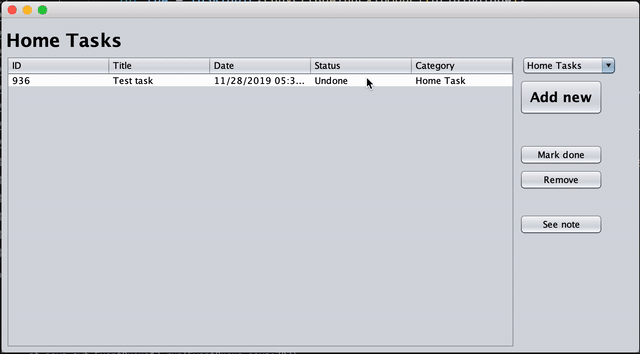 Home Tasks
ID Title Date Status Category
936 Test task 11/28/2019 05:3... Undone Home Task
Home Tasks
Add new
Mark done
Remove
See note